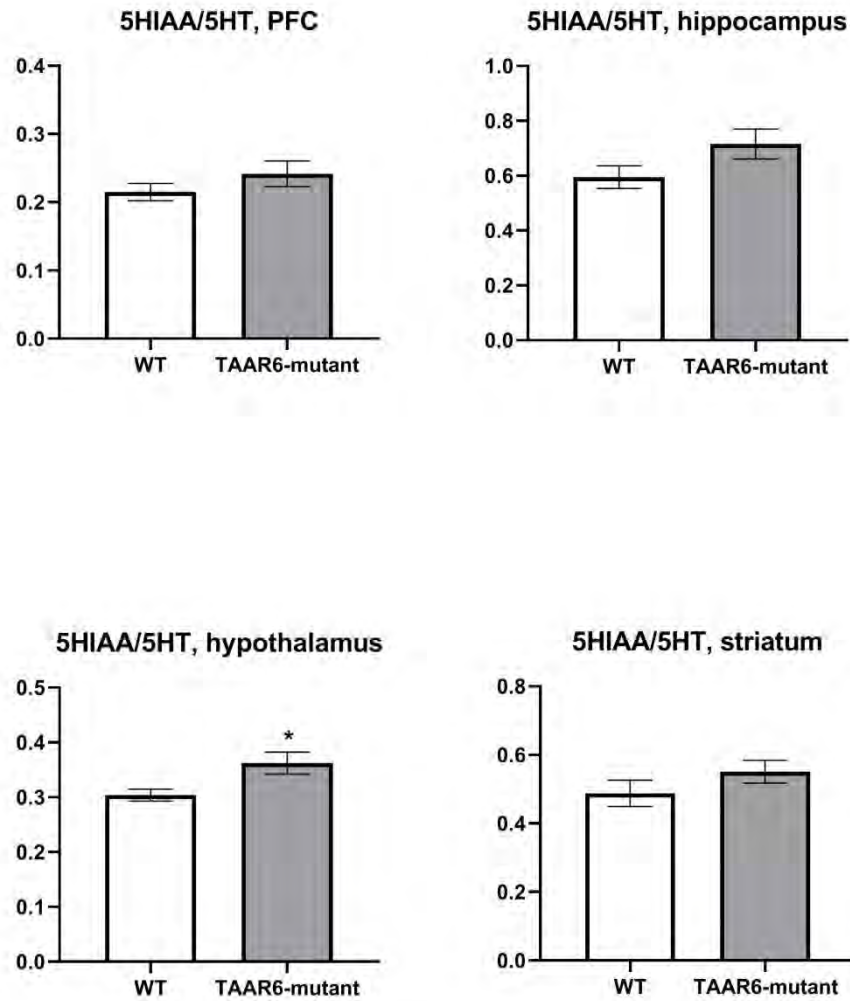 5HIAA/5HT, PFC
0.4
0.3
0.2
0.1
0.0
WT TAAR6-mutant
5HIAA/5HT, hippocampus
1.0
0.8
0.6
0.4
0.2
0.0
WT TAAR6-mutant
5HIAA/5HT, hypothalamus
0.5
0.4
*
0.3
0.2
0.1
0.0
WT TAAR6-mutant
5HIAA/5HT, striatum
0.8
0.6
0.4
0.2
0.0
WT TAAR6-mutant